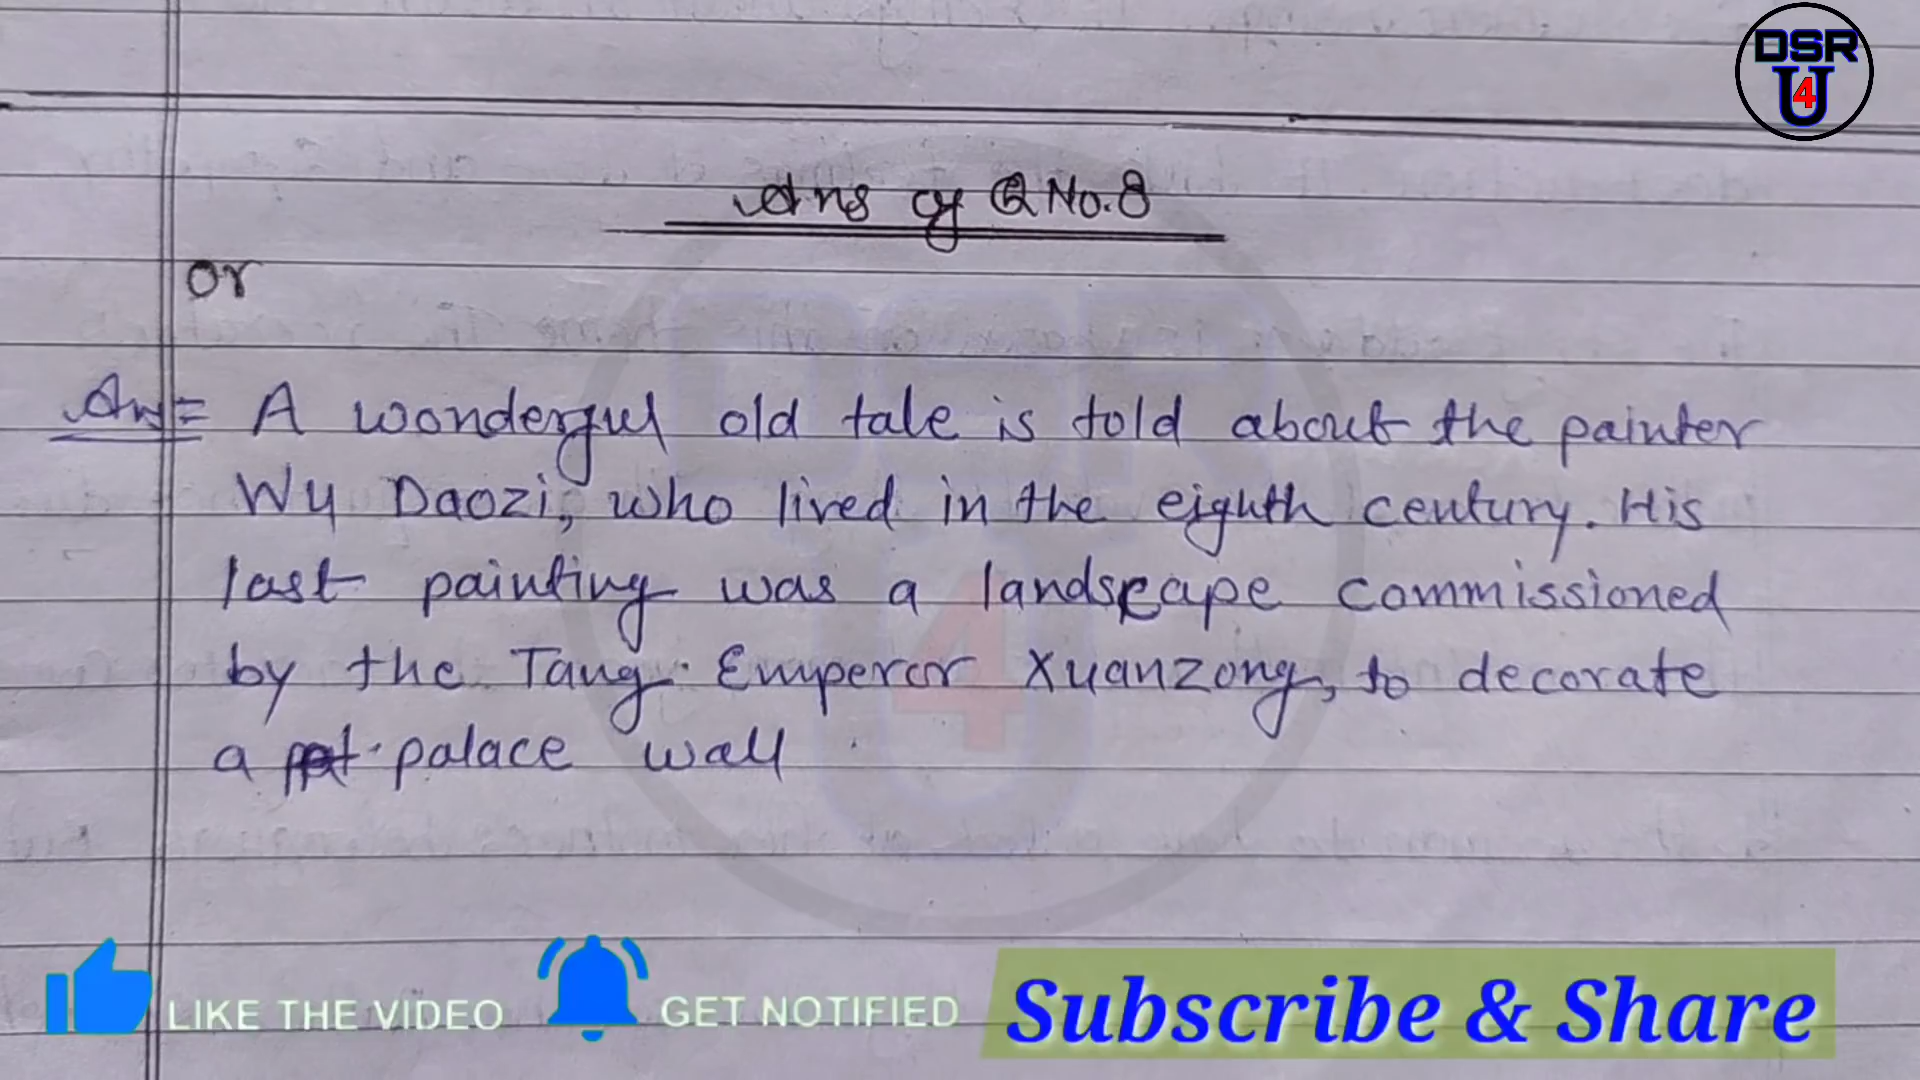 DSR
U
4
Ans of Q No. 8
or
Ans = A wonderful old tale is told about the painter
Wu Daozi, who lived in the eighth century. His
last painting was a landscape commissioned
by the Tang Emperor Xuanzong, to decorate
a palace wall
LIKE THE VIDEO
GET NOTIFIED
Subscribe & Share